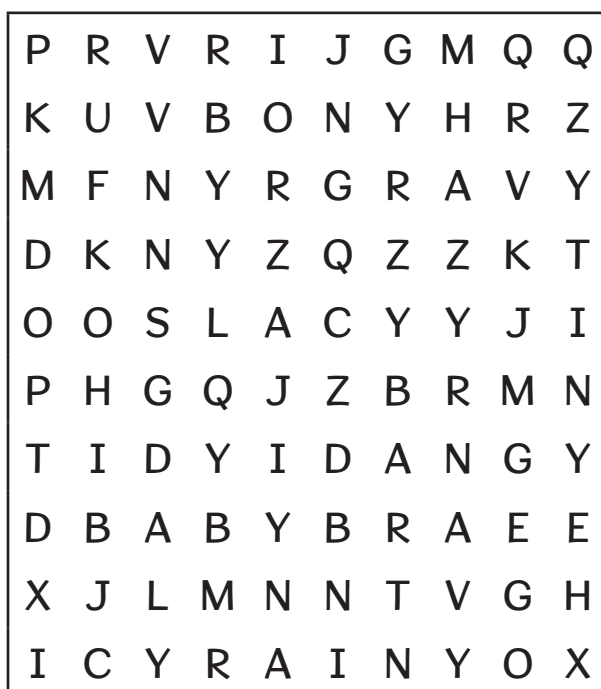 P R V R I J G M Q Q
K U V B O N Y H R Z
M F N Y R G R A V Y
D K N Y Z Q Z Z K T
O O S L A C Y Y J I
P H G Q J Z B R M N
T I D Y I D A N G Y
D B A B Y B R A E E
X J L M N N T V G H
I C Y R A I N Y O X